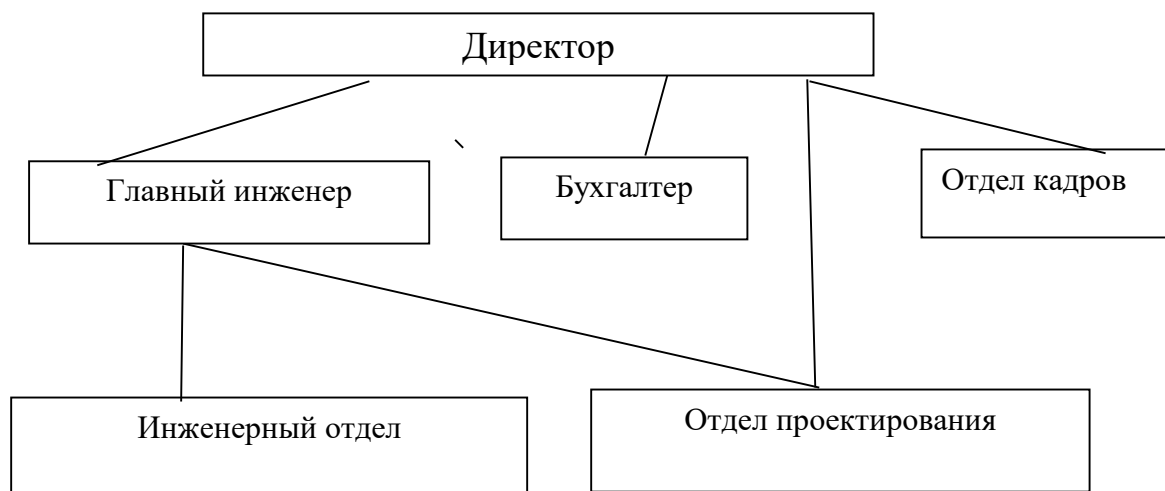 Директор
Главный инженер
Бухгалтер
Отдел кадров
Инженерный отдел
Отдел проектирования